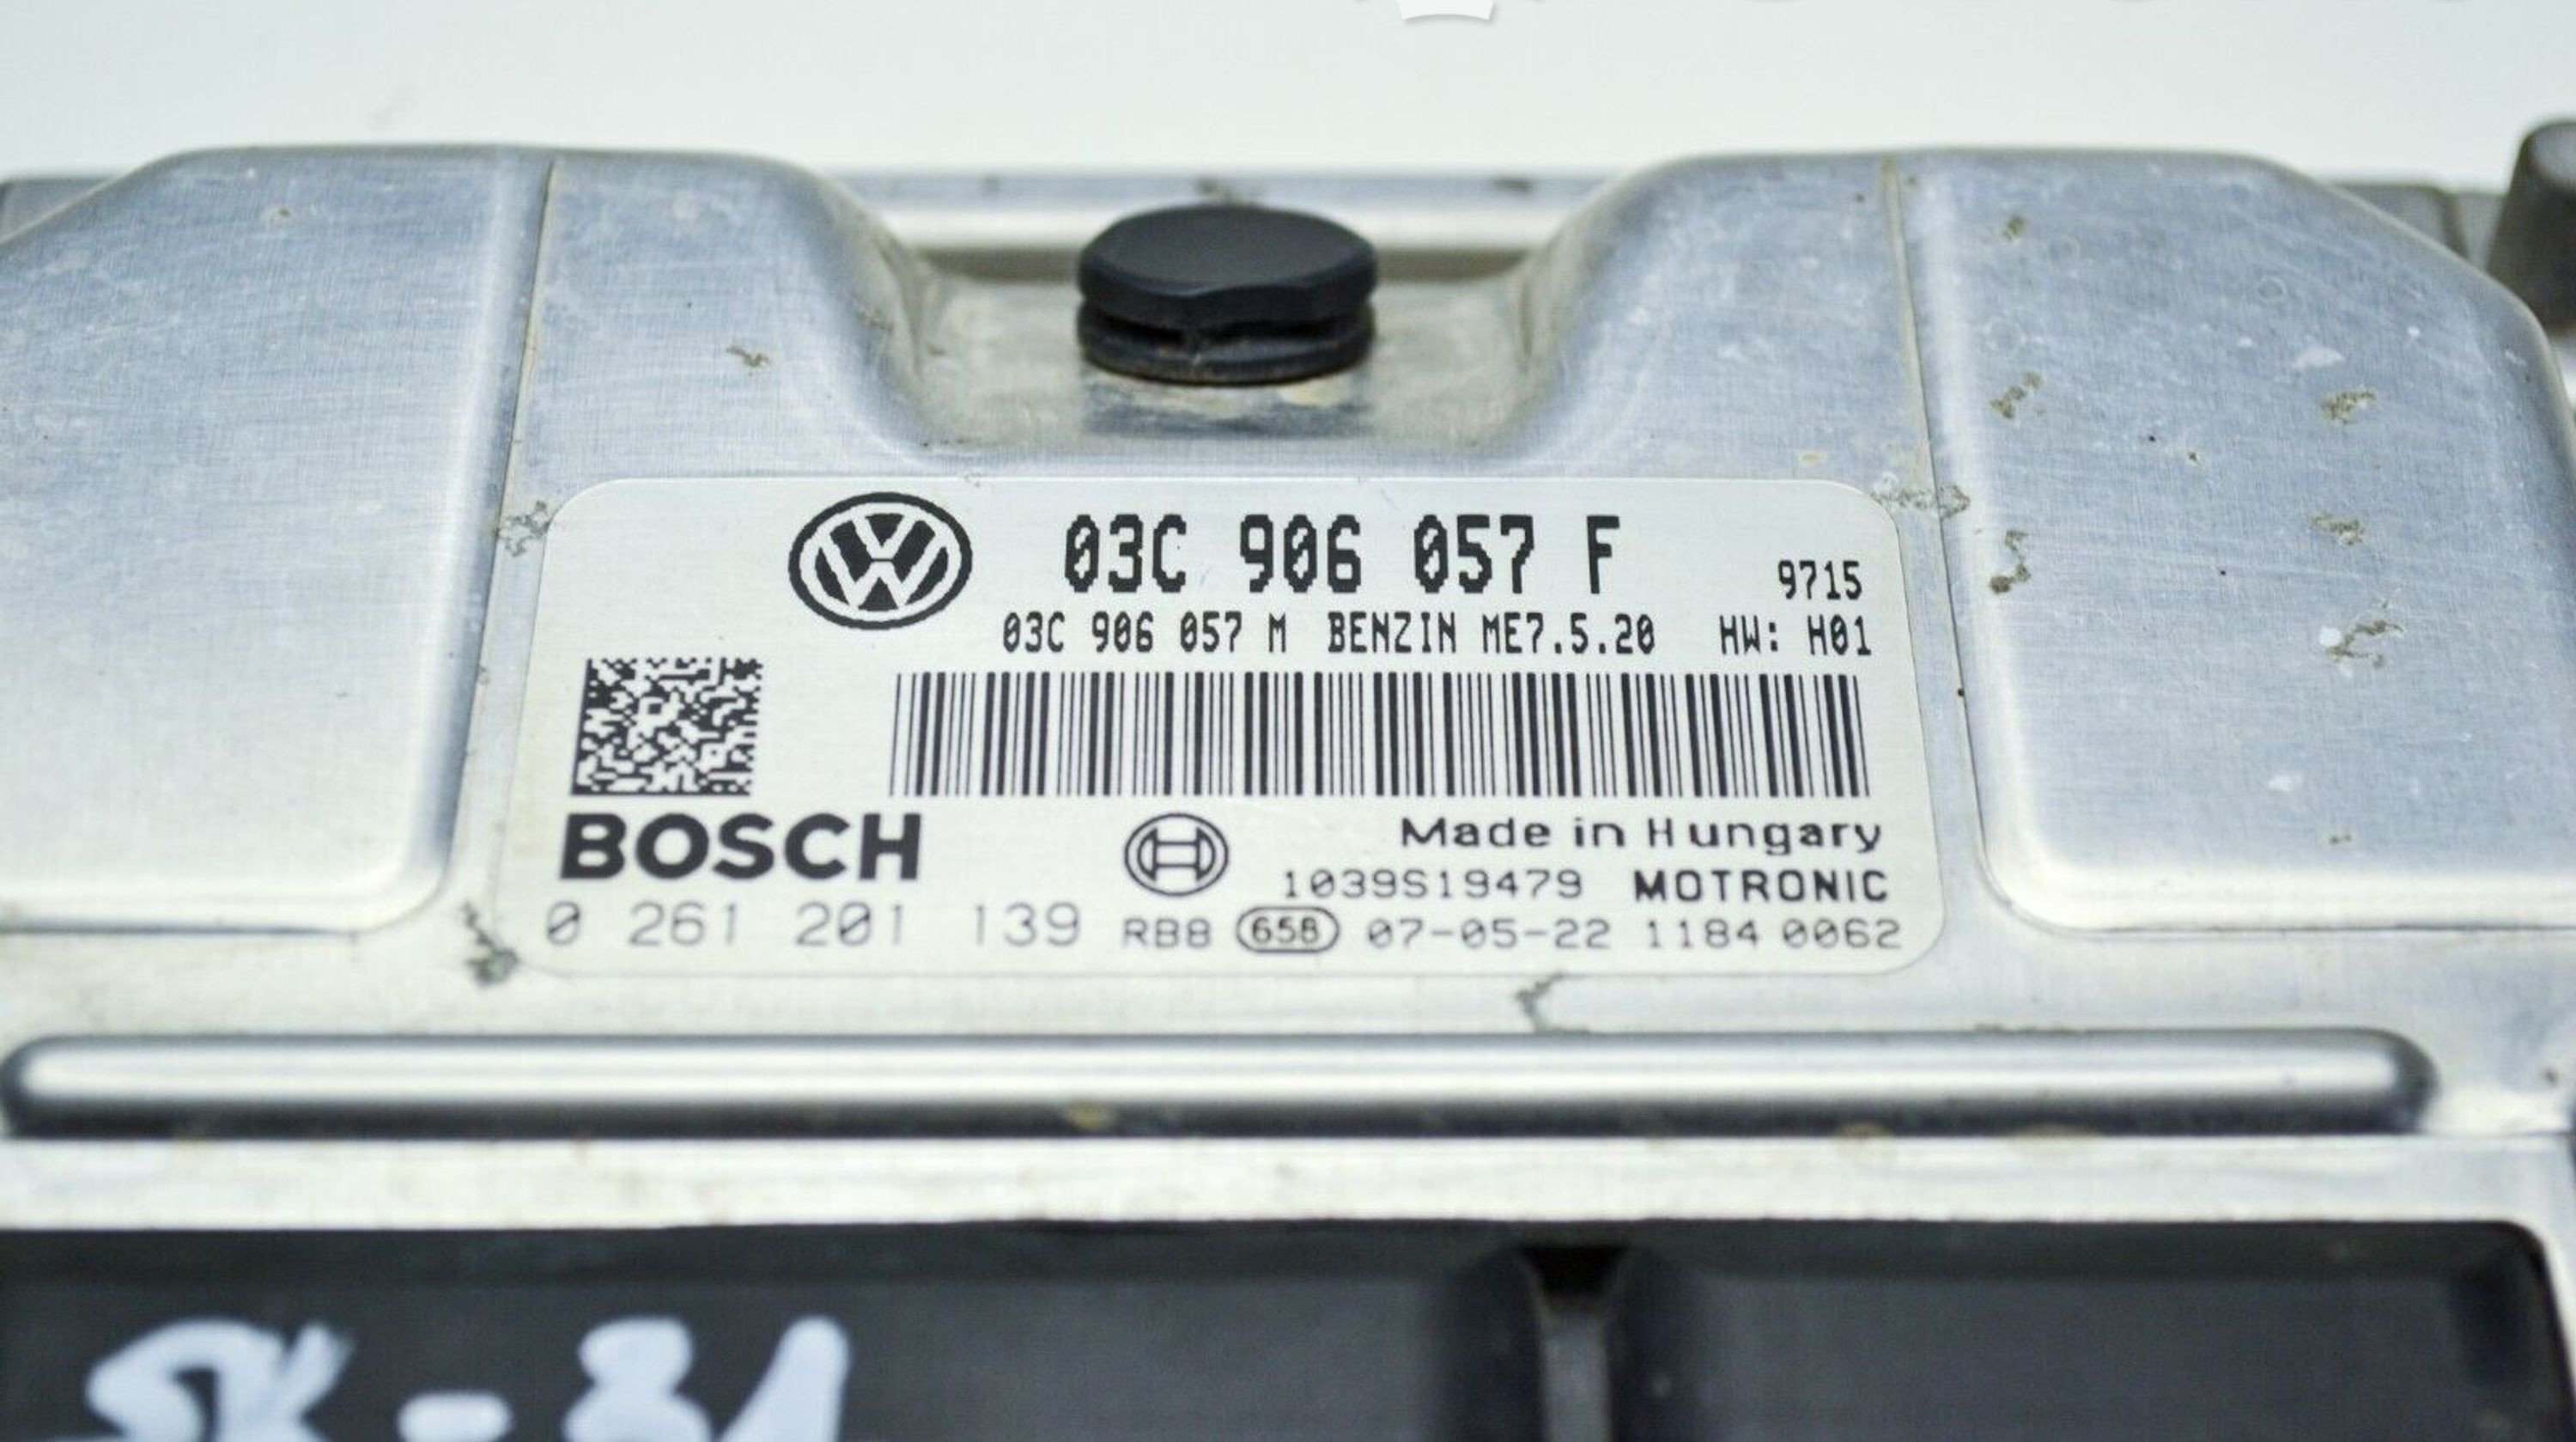 03C 906 057 F
9715
03C 906 057 M BENZIN ME7.5.20 HW: H01
BOSCH
Made in Hungary
1039S19479 MOTRONIC
0 261 201 139 RBB 658 07-05-22 1184 0062